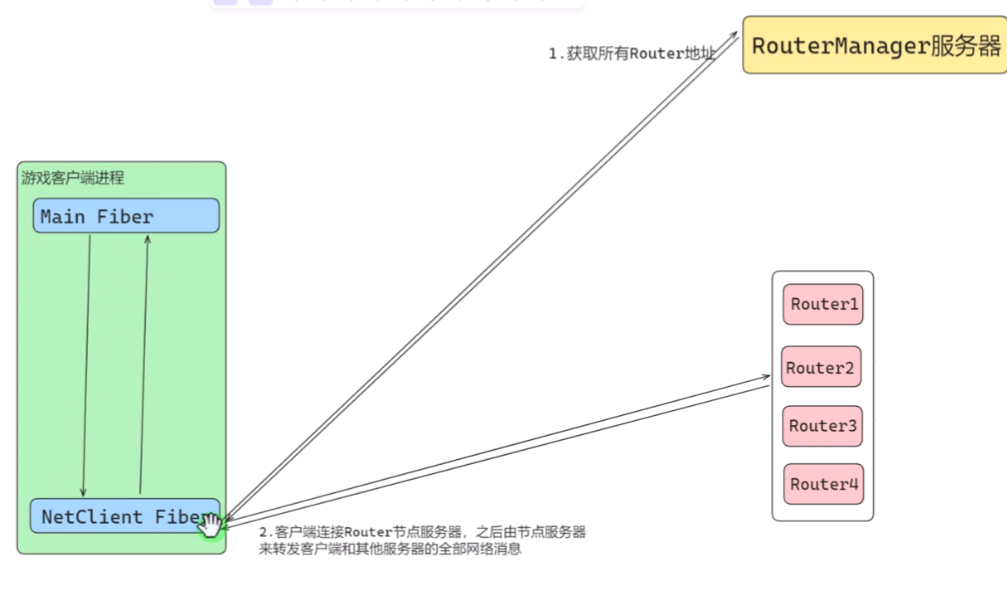 RouterManager服务器
1.获取所有Router地址
游戏客户端进程
Main Fiber
Router1
Router2
Router3
Router4
NetClient Fiber
2.客户端连接Router节点服务器，之后由节点服务器
来转发客户端和其他服务器的全部网络消息